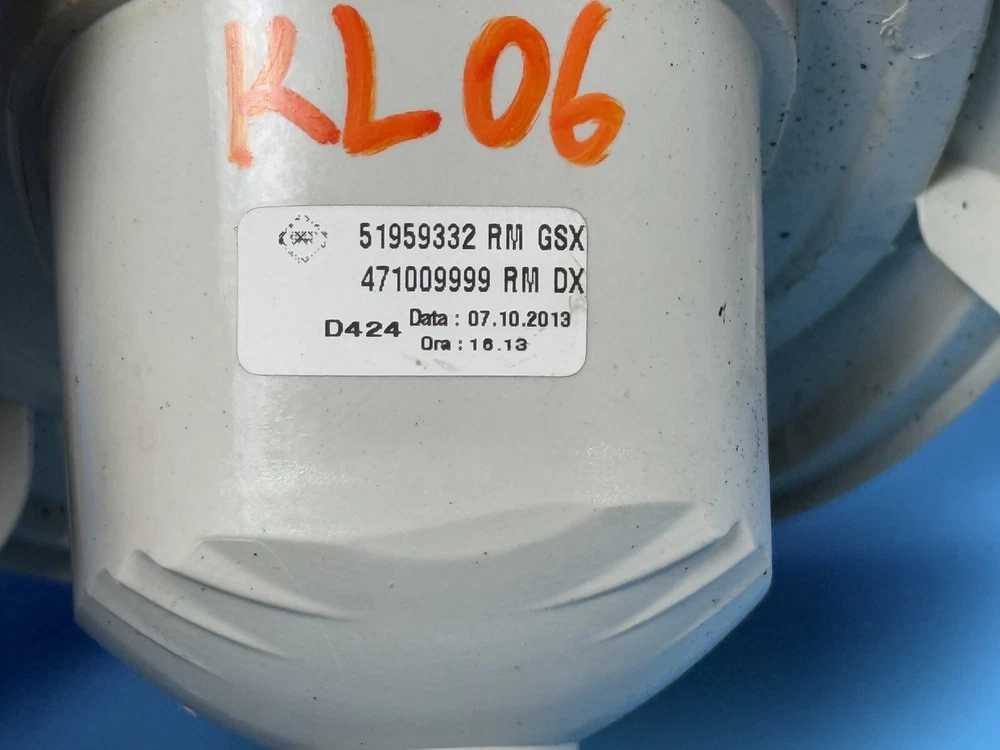 KL06
51959332 RM GSX
471009999 RM DX
D424 Data : 07.10.2013
Ora : 16.13